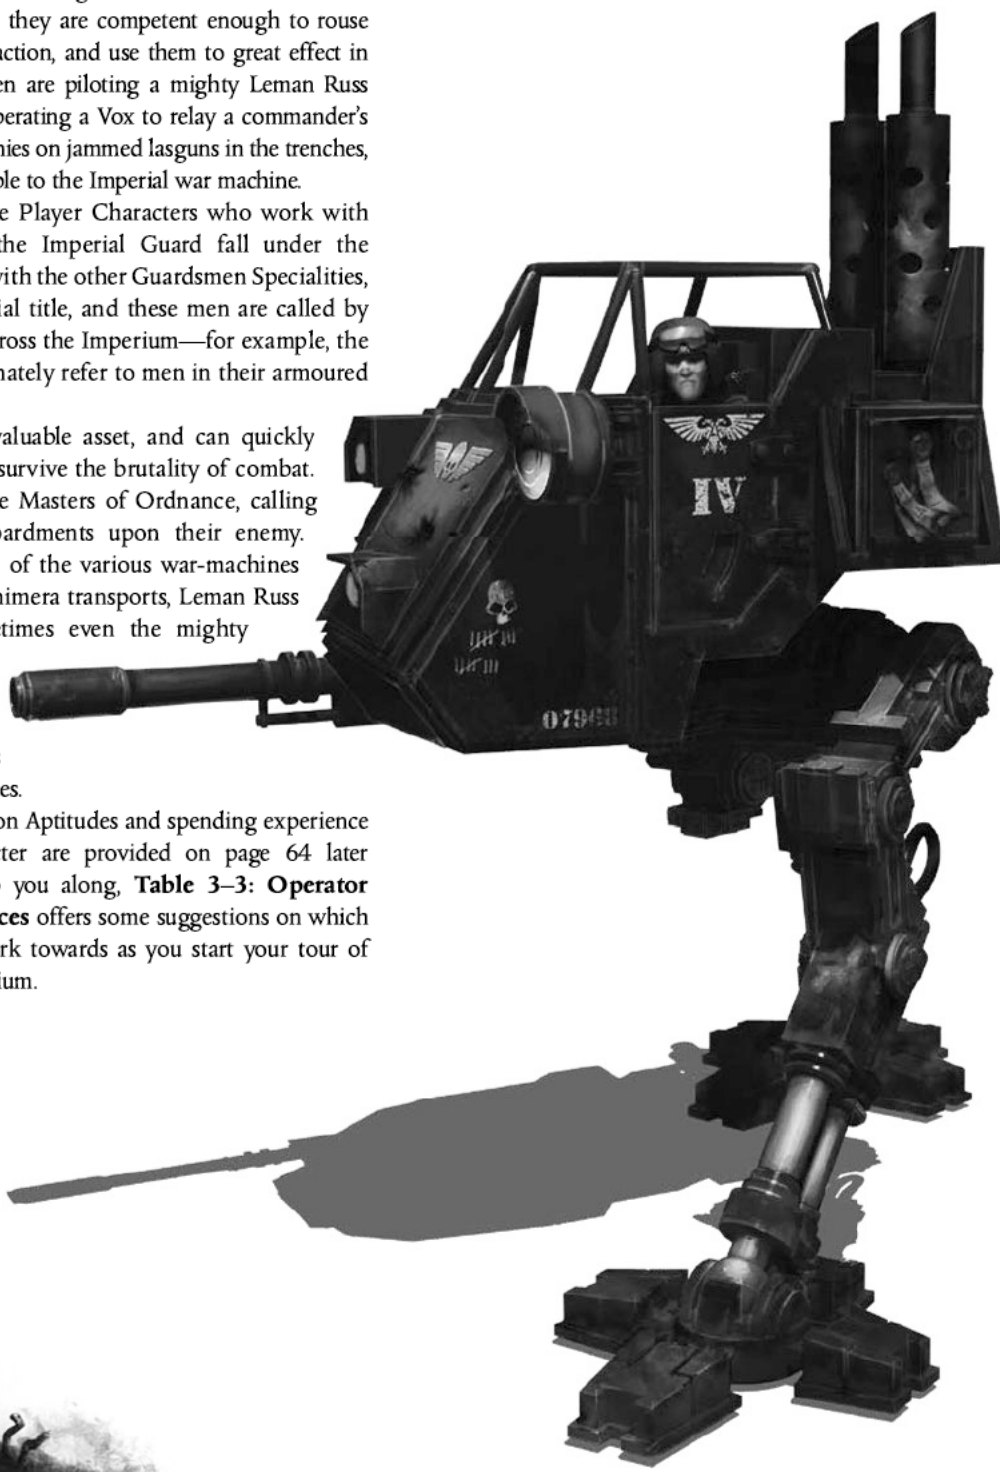 they are competent enough to rouse
action, and use them to great effect in
en are piloting a mighty Leman Russ
perating a Vox to relay a commander's
nies on jammed lasguns in the trenches,
ble to the Imperial war machine.
e Player Characters who work with
the Imperial Guard fall under the
with the other Guardsmen Specialities,
ial title, and these men are called by
ross the Imperium—for example, the
nately refer to men in their armoured
valuable asset, and can quickly
survive the brutality of combat.
e Masters of Ordnance, calling
bardments upon their enemy.
of the various war-machines
himera transports, Leman Russ
etimes even the mighty
es.
on Aptitudes and spending experience
cter are provided on page 64 later
you along, Table 3–3: Operator
ces offers some suggestions on which
rk towards as you start your tour of
ium.
IV